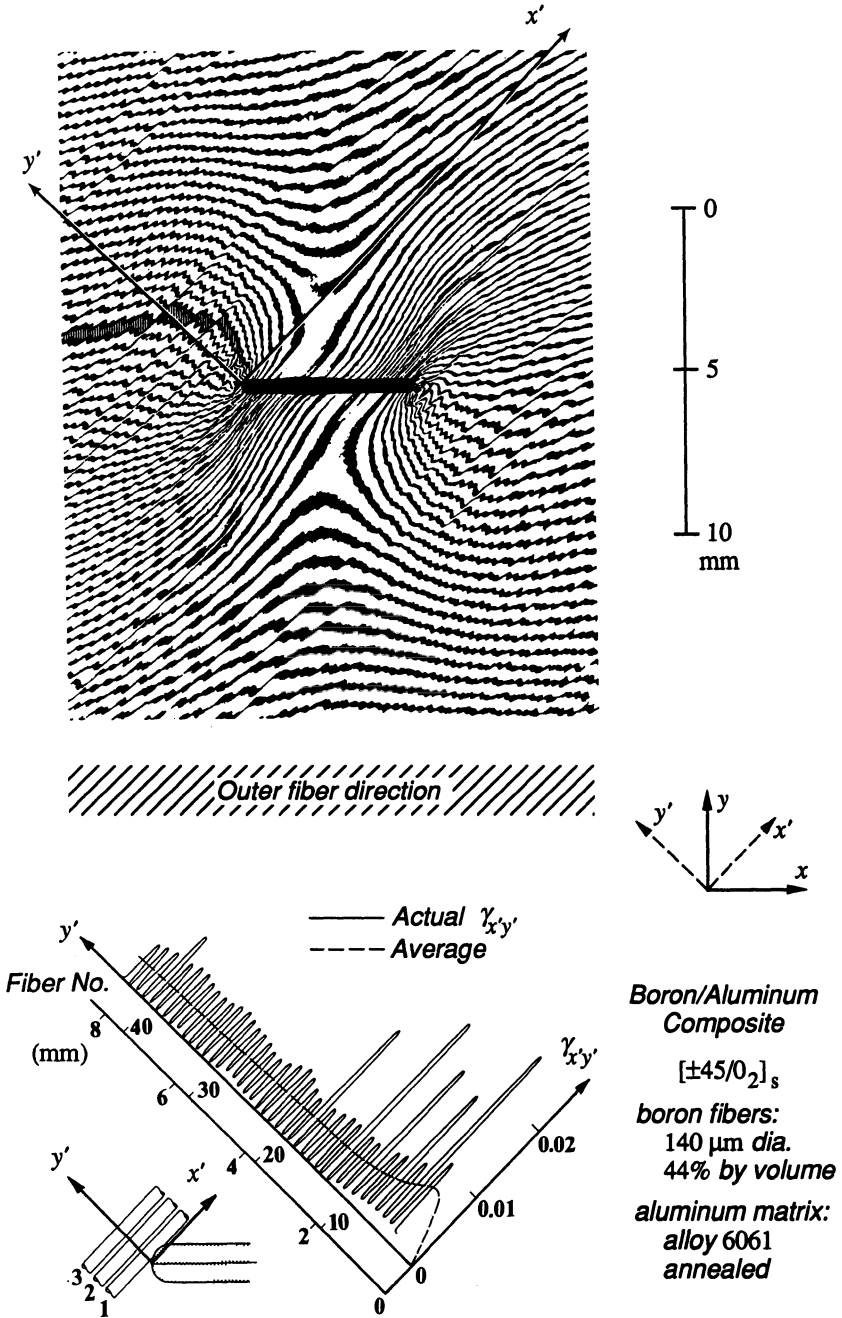 x′
y′
0
5
10
mm
Outer fiber direction
y
y′
x′
x
Actual γx′y′
Average
y′
Fiber No.
8
40
(mm)
6
30
4
20
2
10
0
0
γx′y′
0.02
0.01
y′
x′
3
2
1
Boron/Aluminum
Composite
[±45/0₂]ₛ
boron fibers:
140 μm dia.
44% by volume
aluminum matrix:
alloy 6061
annealed